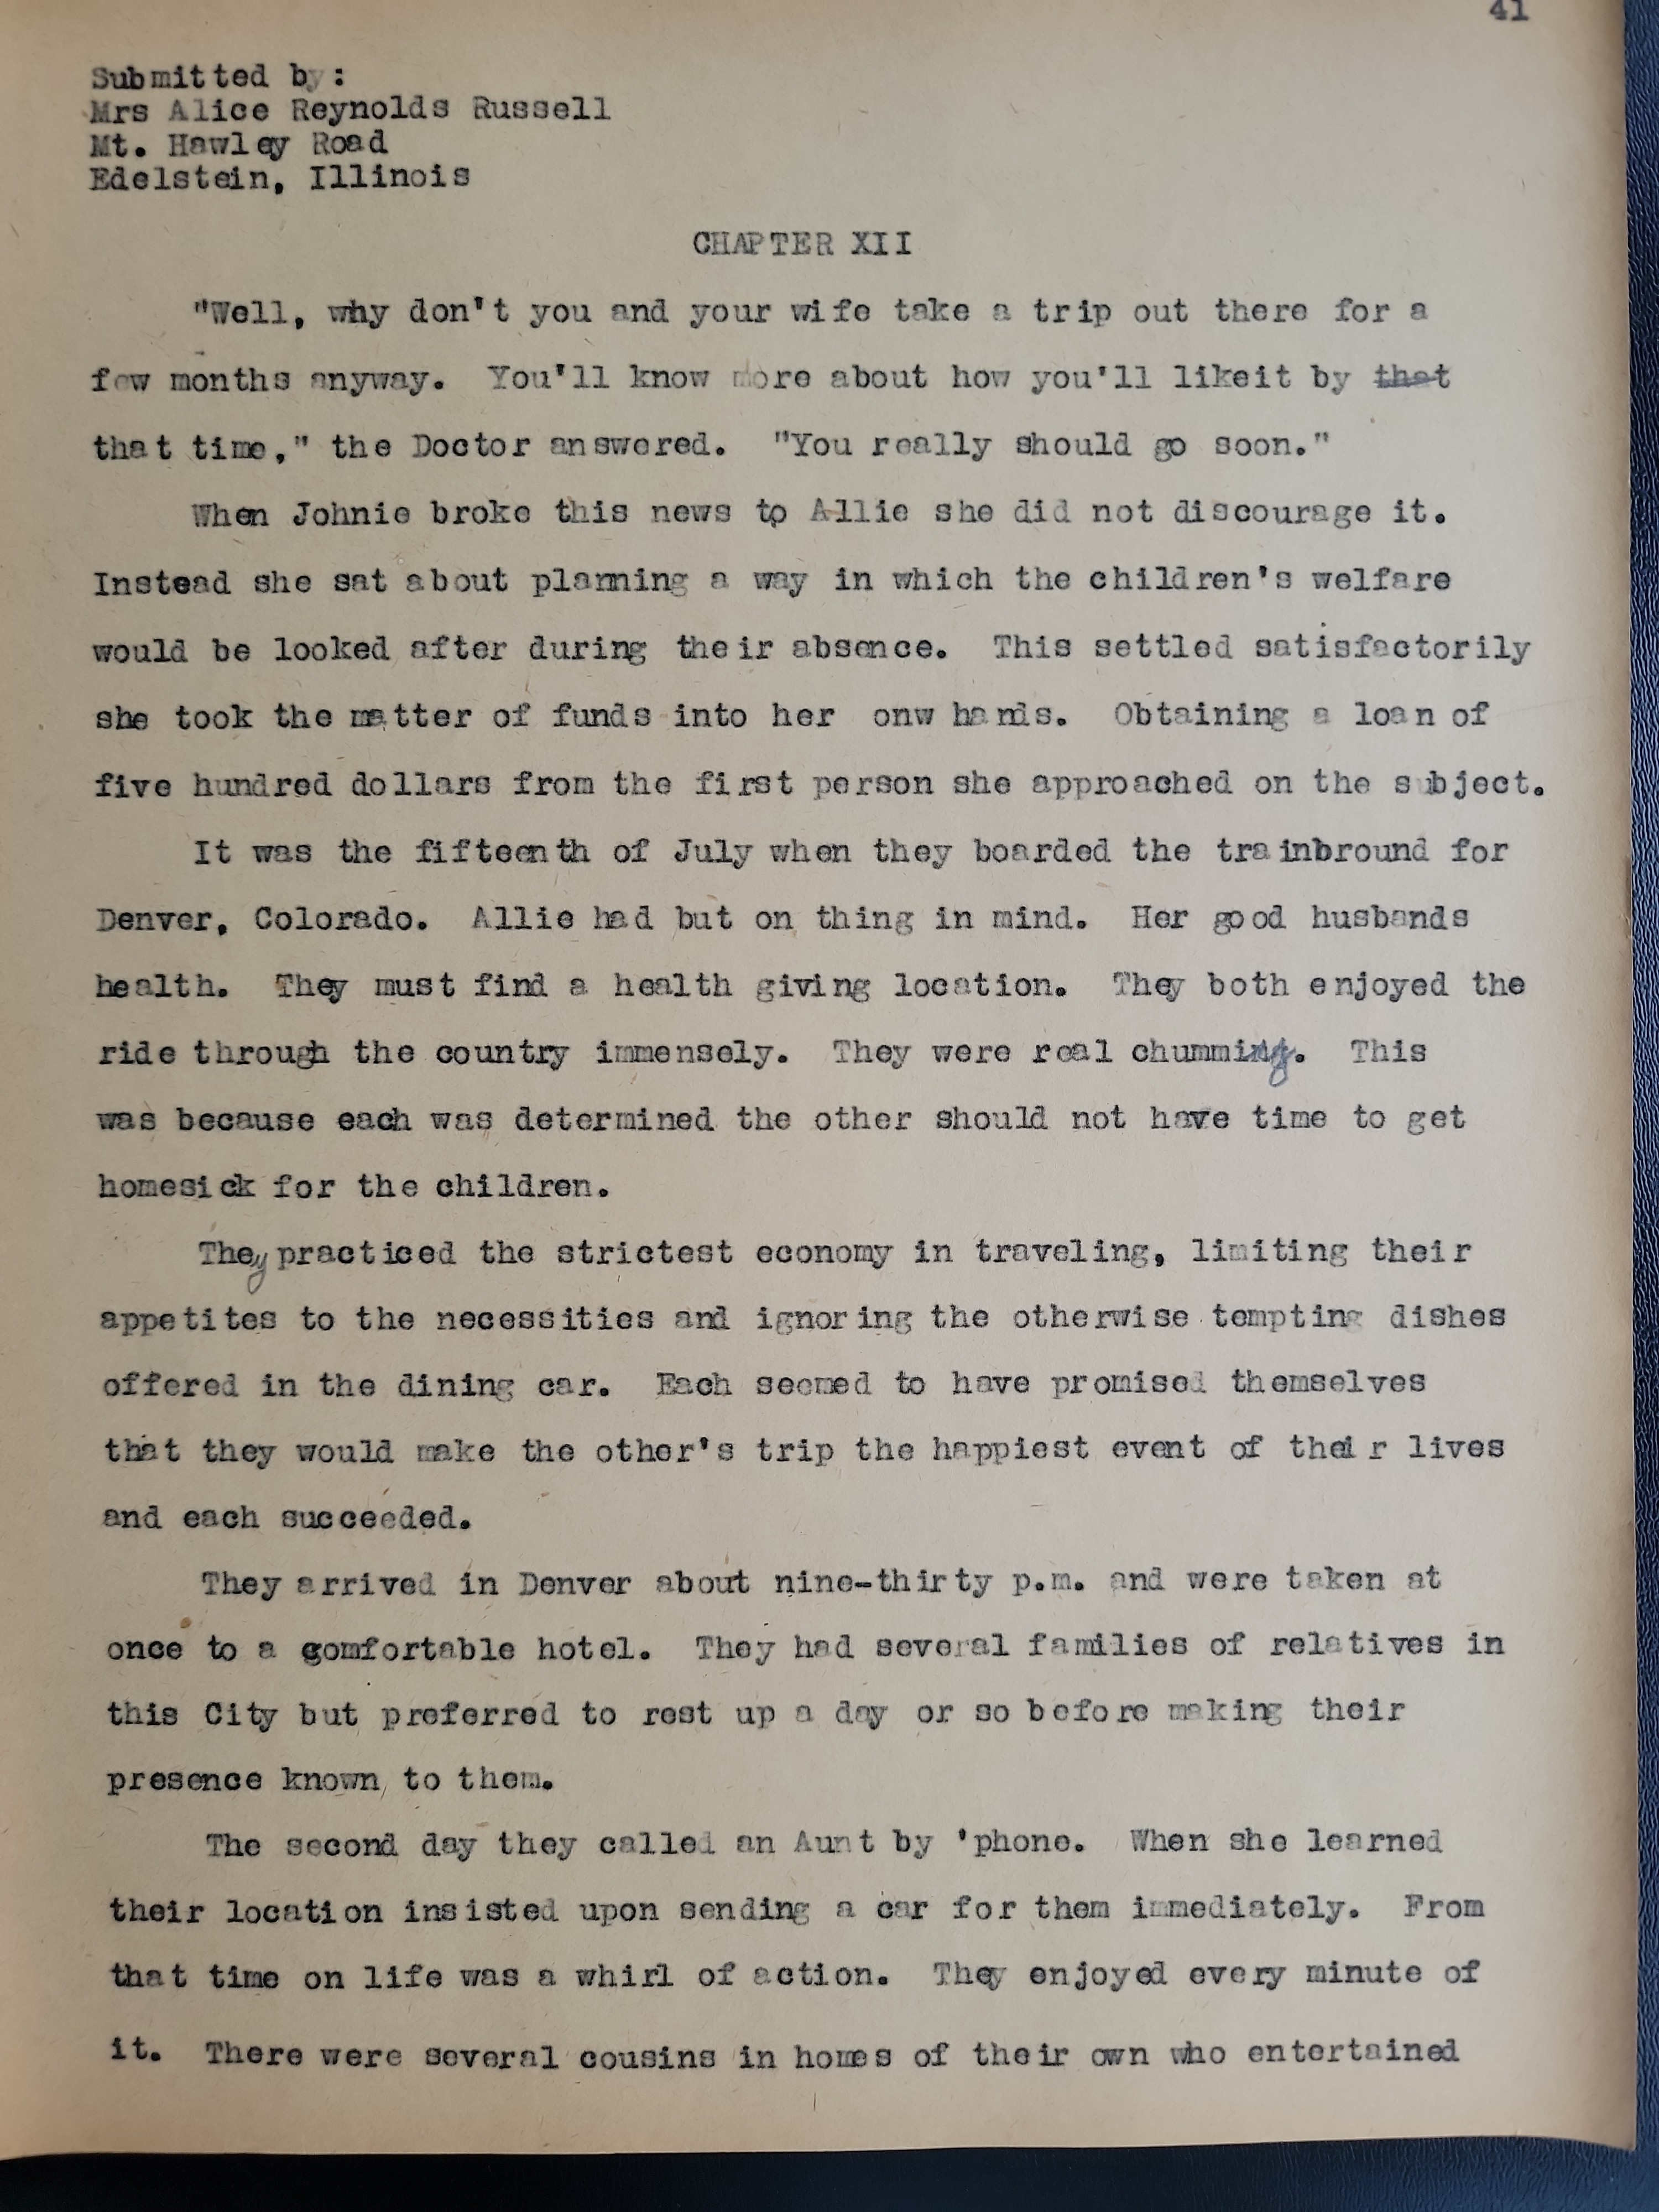 41
Submitted by:
Mrs Alice Reynolds Russell
Mt. Hawley Road
Edelstein, Illinois
CHAPTER XII
"Well, why don't you and your wife take a trip out there for a
few months anyway. You'll know more about how you'll likeit by that
that time," the Doctor answered. "You really should go soon."
When Johnie broke this news to Allie she did not discourage it.
Instead she sat about planning a way in which the children's welfare
would be looked after during their absence. This settled satisfactorily
she took the matter of funds into her onw hands. Obtaining a loan of
five hundred dollars from the first person she approached on the subject.
It was the fifteenth of July when they boarded the trainbround for
Denver, Colorado. Allie had but on thing in mind. Her good husbands
health. They must find a health giving location. They both enjoyed the
ride through the country immensely. They were real chummy. This
was because each was determined the other should not have time to get
homesick for the children.
They practiced the strictest economy in traveling, limiting their
appetites to the necessities and ignoring the otherwise tempting dishes
offered in the dining car. Each seemed to have promised themselves
that they would make the other's trip the happiest event of their lives
and each succeeded.
They arrived in Denver about nine-thirty p.m. and were taken at
once to a comfortable hotel. They had several families of relatives in
this City but preferred to rest up a day or so before making their
presence known to them.
The second day they called an Aunt by 'phone. When she learned
their location insisted upon sending a car for them immediately. From
that time on life was a whirl of action. They enjoyed every minute of
it. There were several cousins in homes of their own who entertained